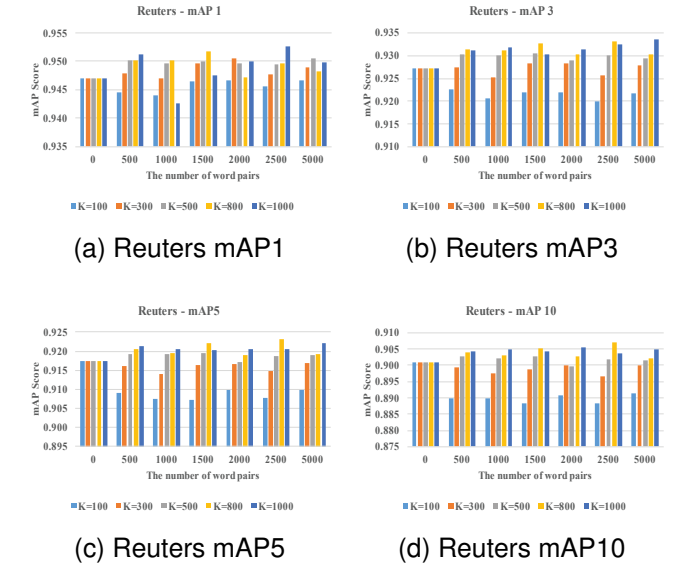 Reuters - mAP 1
0.955
0.950
0.945
0.940
0.935
mAP Score
0 500 1000 1500 2000 2500 5000
The number of word pairs
K=100 K=300 K=500 K=800 K=1000
(a) Reuters mAP1
Reuters - mAP 3
0.935
0.930
0.925
0.920
0.915
0.910
mAP Score
0 500 1000 1500 2000 2500 5000
The number of word pairs
K=100 K=300 K=500 K=800 K=1000
(b) Reuters mAP3
Reuters - mAP5
0.925
0.920
0.915
0.910
0.905
0.900
0.895
mAP Score
0 500 1000 1500 2000 2500 5000
The number of word pairs
K=100 K=300 K=500 K=800 K=1000
(c) Reuters mAP5
Reuters - mAP 10
0.910
0.905
0.900
0.895
0.890
0.885
0.880
0.875
mAP Score
0 500 1000 1500 2000 2500 5000
The number of word pairs
K=100 K=300 K=500 K=800 K=1000
(d) Reuters mAP10